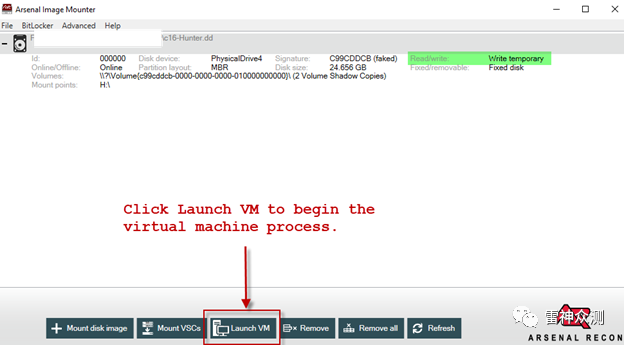 Arsenal Image Mounter
File BitLocker Advanced Help
\c16-Hunter.dd
Id: 000000 Disk device: PhysicalDrive4 Signature: C99CDDCB (faked) Read/write: Write temporary
Online/Offline: Online Partition layout: MBR Disk size: 24.656 GB Fixed/removable: Fixed disk
Volumes: \\?\Volume{c99cddcb-0000-0000-0000-010000000000}\ (2 Volume Shadow Copies)
Mount points: H:\
Click Launch VM to begin the
virtual machine process.
Mount disk image Mount VSCs Launch VM Remove Remove all Refresh
雷神众测
ARSENAL RECON